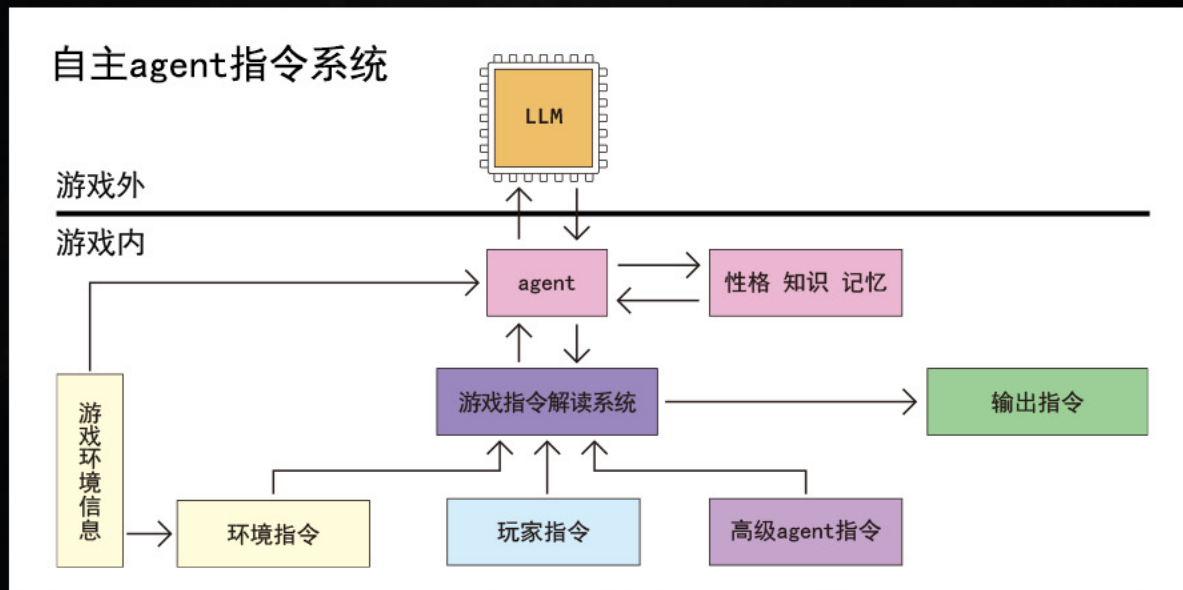 自主agent指令系统
LLM
游戏外
游戏内
agent
性格 知识 记忆
游戏环境信息
游戏指令解读系统
输出指令
环境指令
玩家指令
高级agent指令